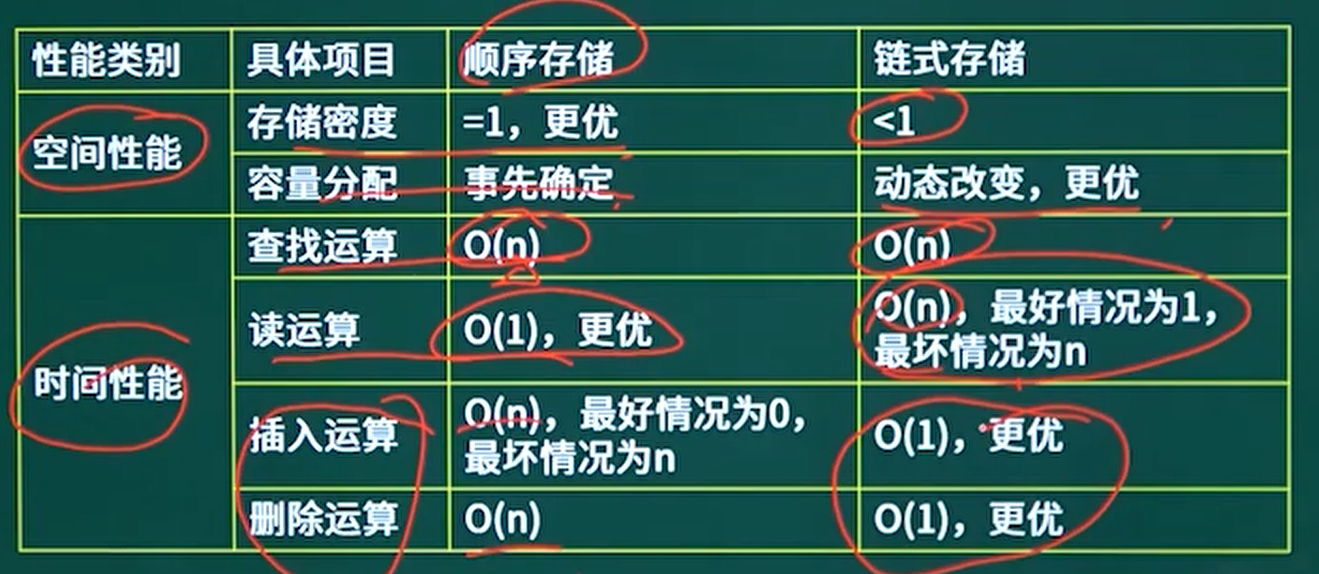 性能类别 具体项目 顺序存储 链式存储
空间性能 存储密度 =1，更优 <1
容量分配 事先确定 动态改变，更优
时间性能 查找运算 O(n) O(n)
读运算 O(1)，更优 O(n)，最好情况为1，
最坏情况为n
插入运算 O(n)，最好情况为0，
最坏情况为n O(1)，更优
删除运算 O(n) O(1)，更优